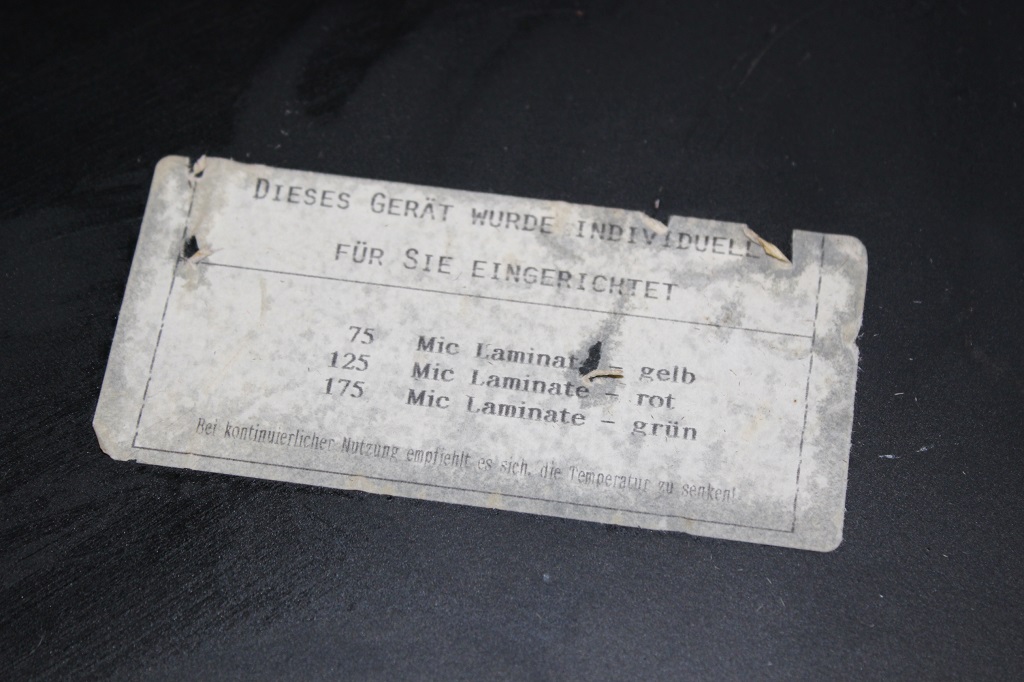 DIESES GERÄT WURDE INDIVIDUELL
FÜR SIE EINGERICHTET
75 Mic Laminate – gelb
125 Mic Laminate – rot
175 Mic Laminate – grün
Bei kontinuierlicher Nutzung empfiehlt es sich, die Temperatur zu senken!